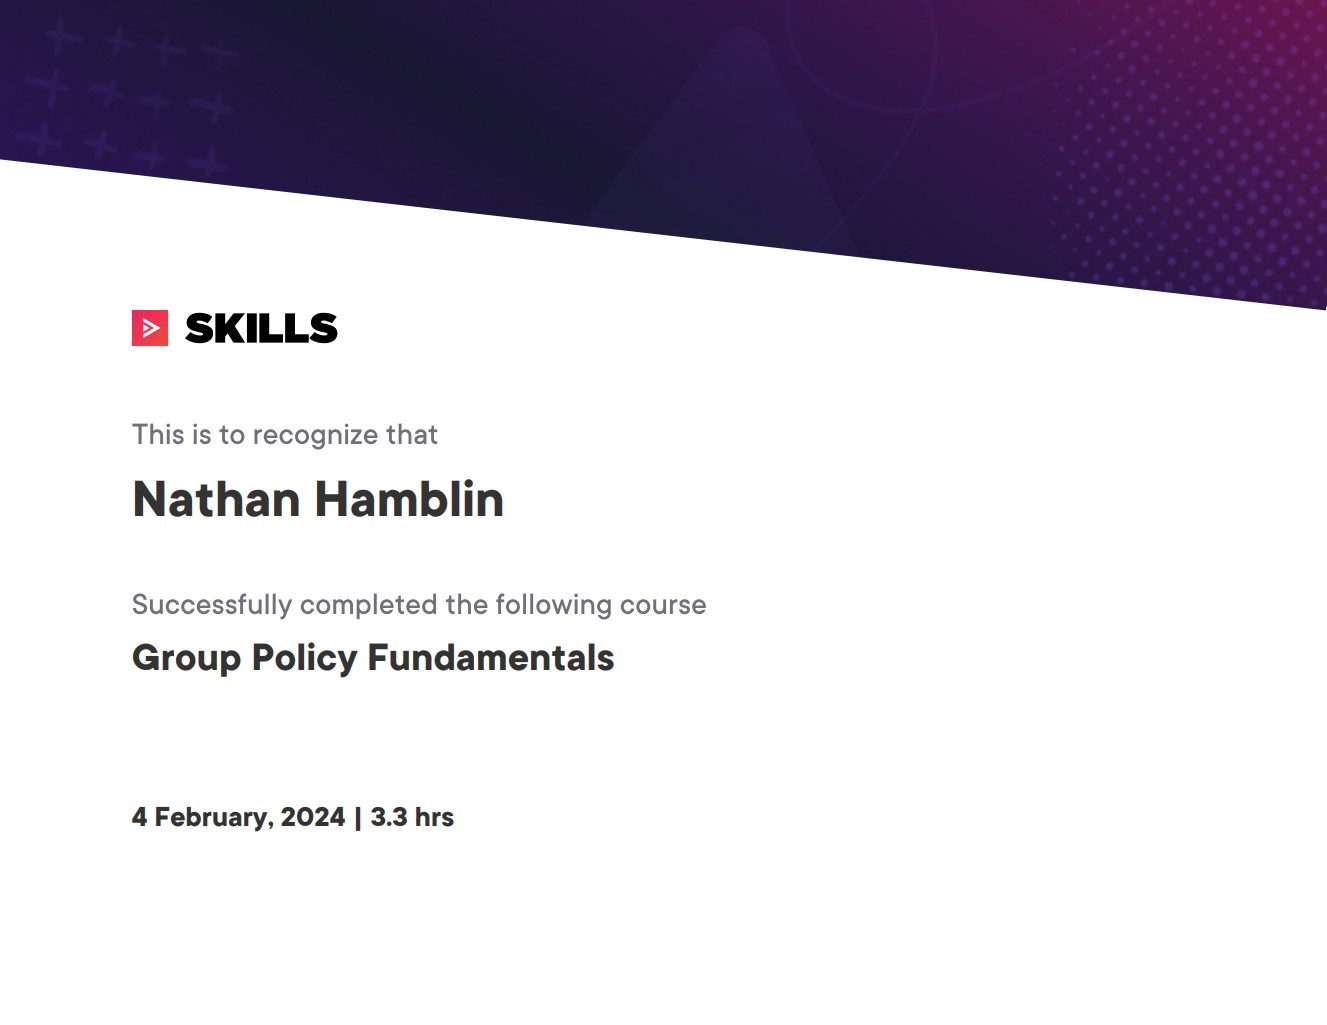 SKILLS
This is to recognize that
Nathan Hamblin
Successfully completed the following course
Group Policy Fundamentals
4 February, 2024 | 3.3 hrs